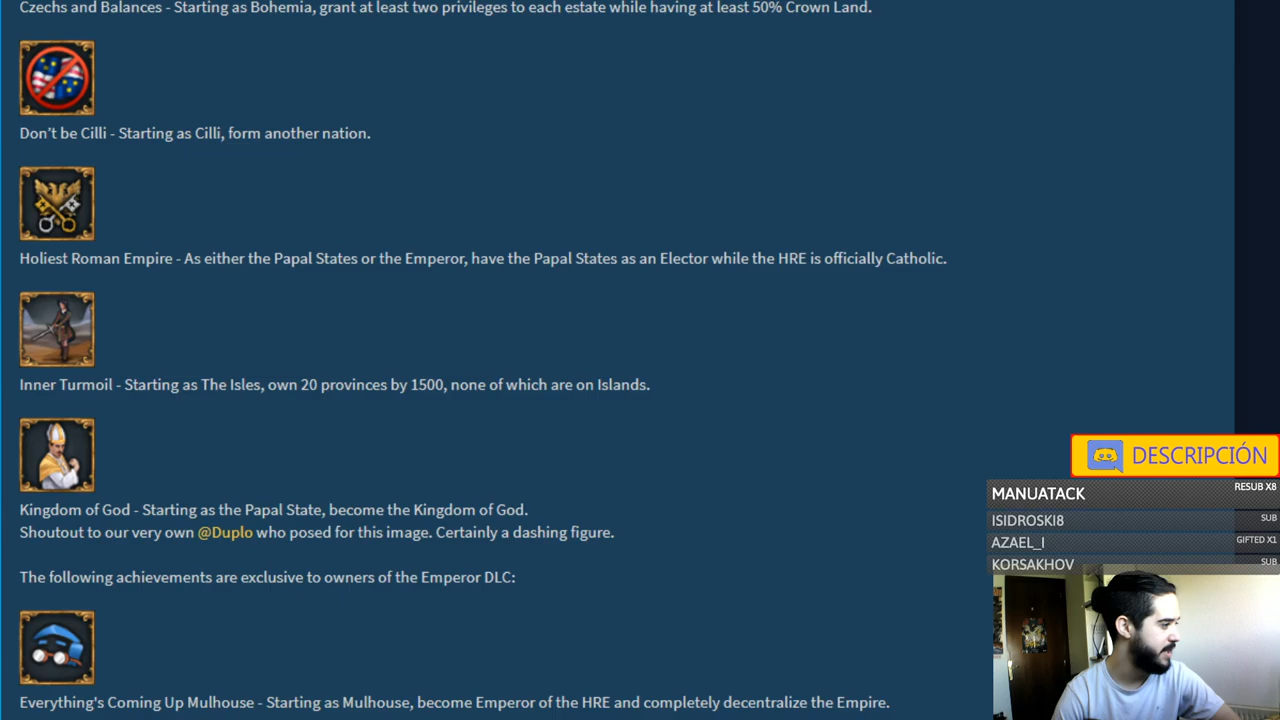 Czechs and Balances - Starting as Bohemia, grant at least two privileges to each estate while having at least 50% Crown Land.
Don't be Cilli - Starting as Cilli, form another nation.
Holiest Roman Empire - As either the Papal States or the Emperor, have the Papal States as an Elector while the HRE is officially Catholic.
Inner Turmoil - Starting as The Isles, own 20 provinces by 1500, none of which are on Islands.
DESCRIPCIÓN
MANUATACK RESUB X8
ISIDROSKI8 SUB
AZAEL_I GIFTED X1
KORSAKHOV SUB
Kingdom of God - Starting as the Papal State, become the Kingdom of God.
Shoutout to our very own @Duplo who posed for this image. Certainly a dashing figure.
The following achievements are exclusive to owners of the Emperor DLC:
Everything's Coming Up Mulhouse - Starting as Mulhouse, become Emperor of the HRE and completely decentralize the Empire.